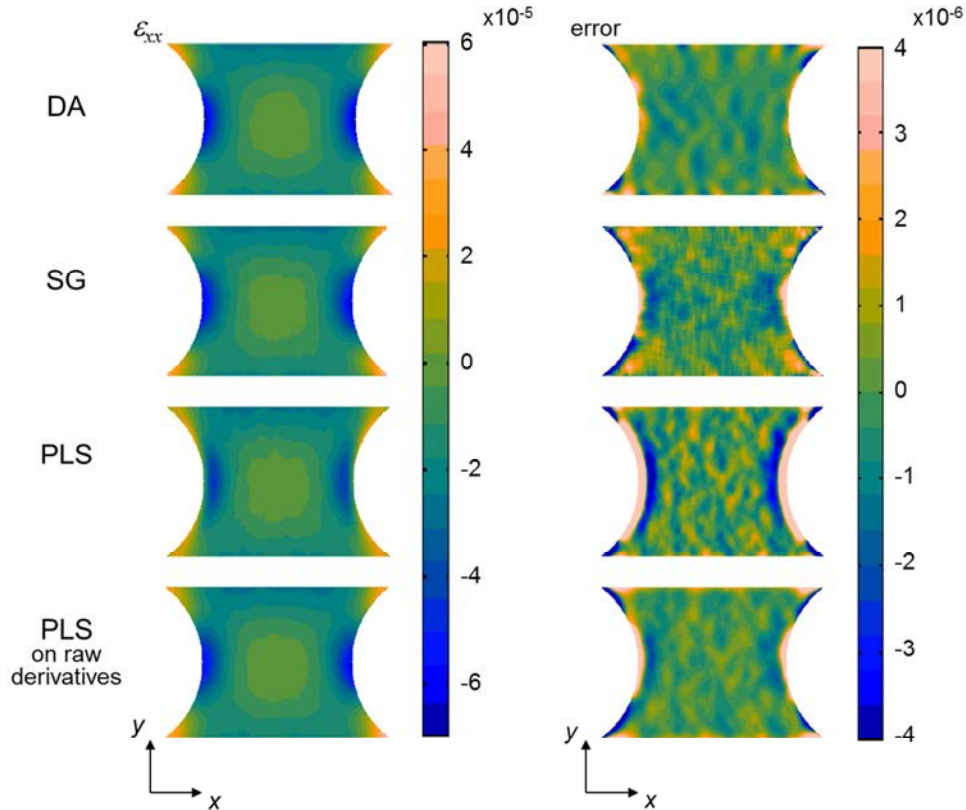 εxx
x10-5
error
x10-6
DA
SG
PLS
PLS
on raw
derivatives
6
4
2
0
-2
-4
-6
4
3
2
1
0
-1
-2
-3
-4
y
x
y
x